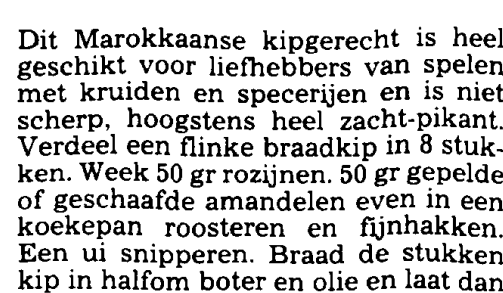 Dit Marokkaanse kipgerecht is heel
geschikt voor liefhebbers van spelen
met kruiden en specerijen en is niet
scherp, hoogstens heel zacht-pikant.
Verdeel een flinke braadkip in 8 stuk-
ken. Week 50 gr rozijnen. 50 gr gepelde
of geschaafde amandelen even in een
koekepan roosteren en fijnhakken.
Een ui snipperen. Braad de stukken
kip in halfom boter en olie en laat dan